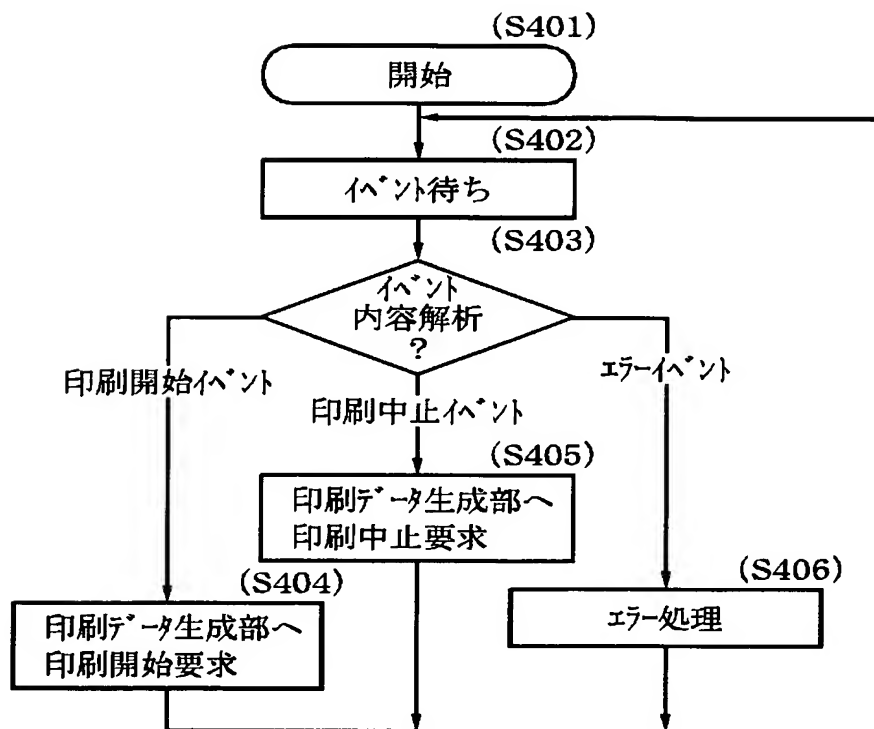 (S401)
開始
(S402)
イベント待ち
(S403)
イベント
内容解析
?
印刷開始イベント
エラーイベント
印刷中止イベント
(S405)
印刷データ生成部へ
印刷中止要求
(S404)
(S406)
印刷データ生成部へ
印刷開始要求
エラー処理